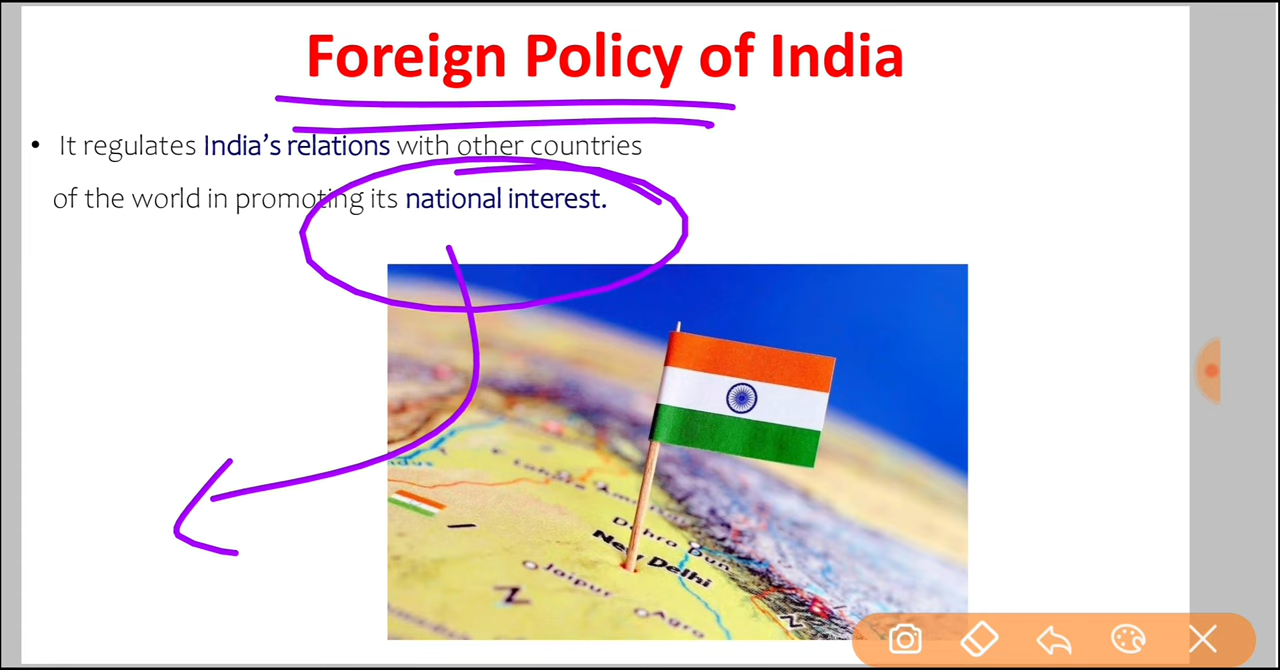 Foreign Policy of India
• It regulates India's relations with other countries
of the world in promoting its national interest.
Dehra Dun
New Delhi
Jaipur
Agra
N